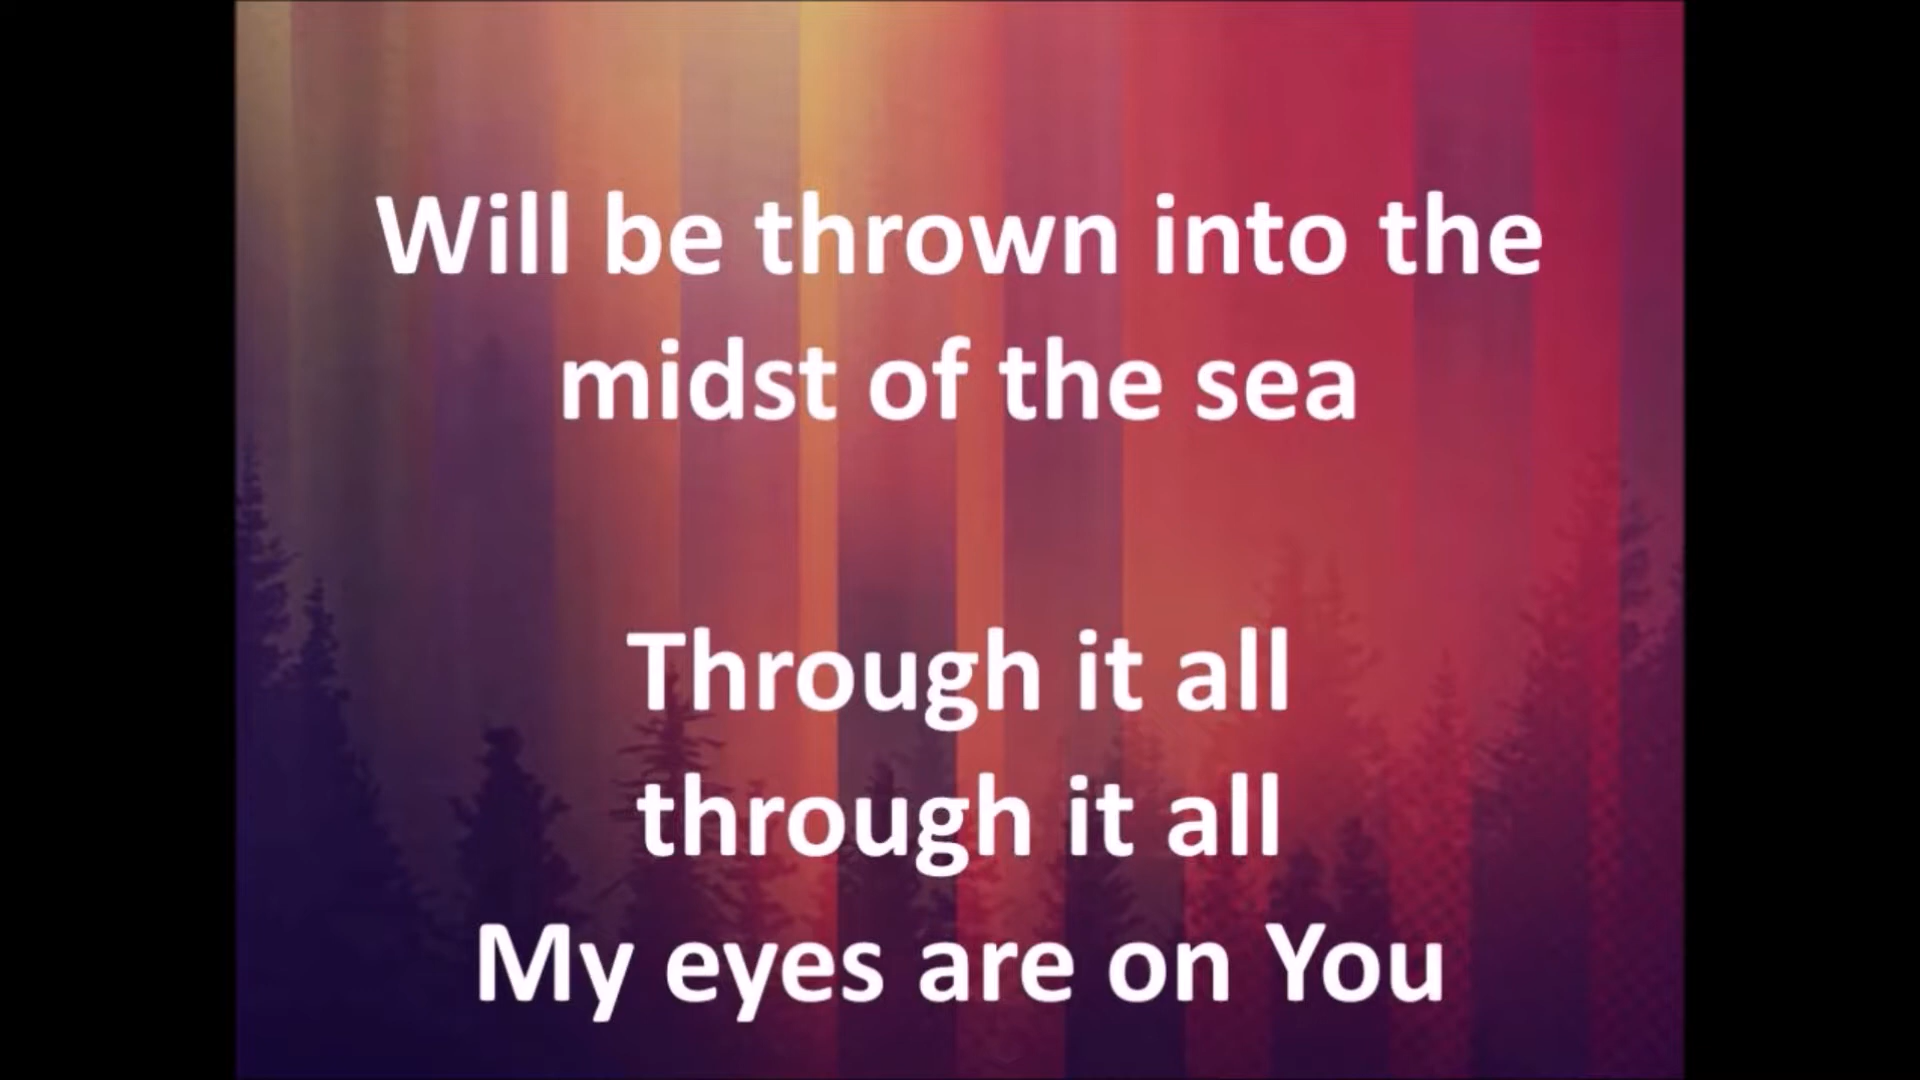 Will be thrown into the
midst of the sea
Through it all
through it all
My eyes are on You